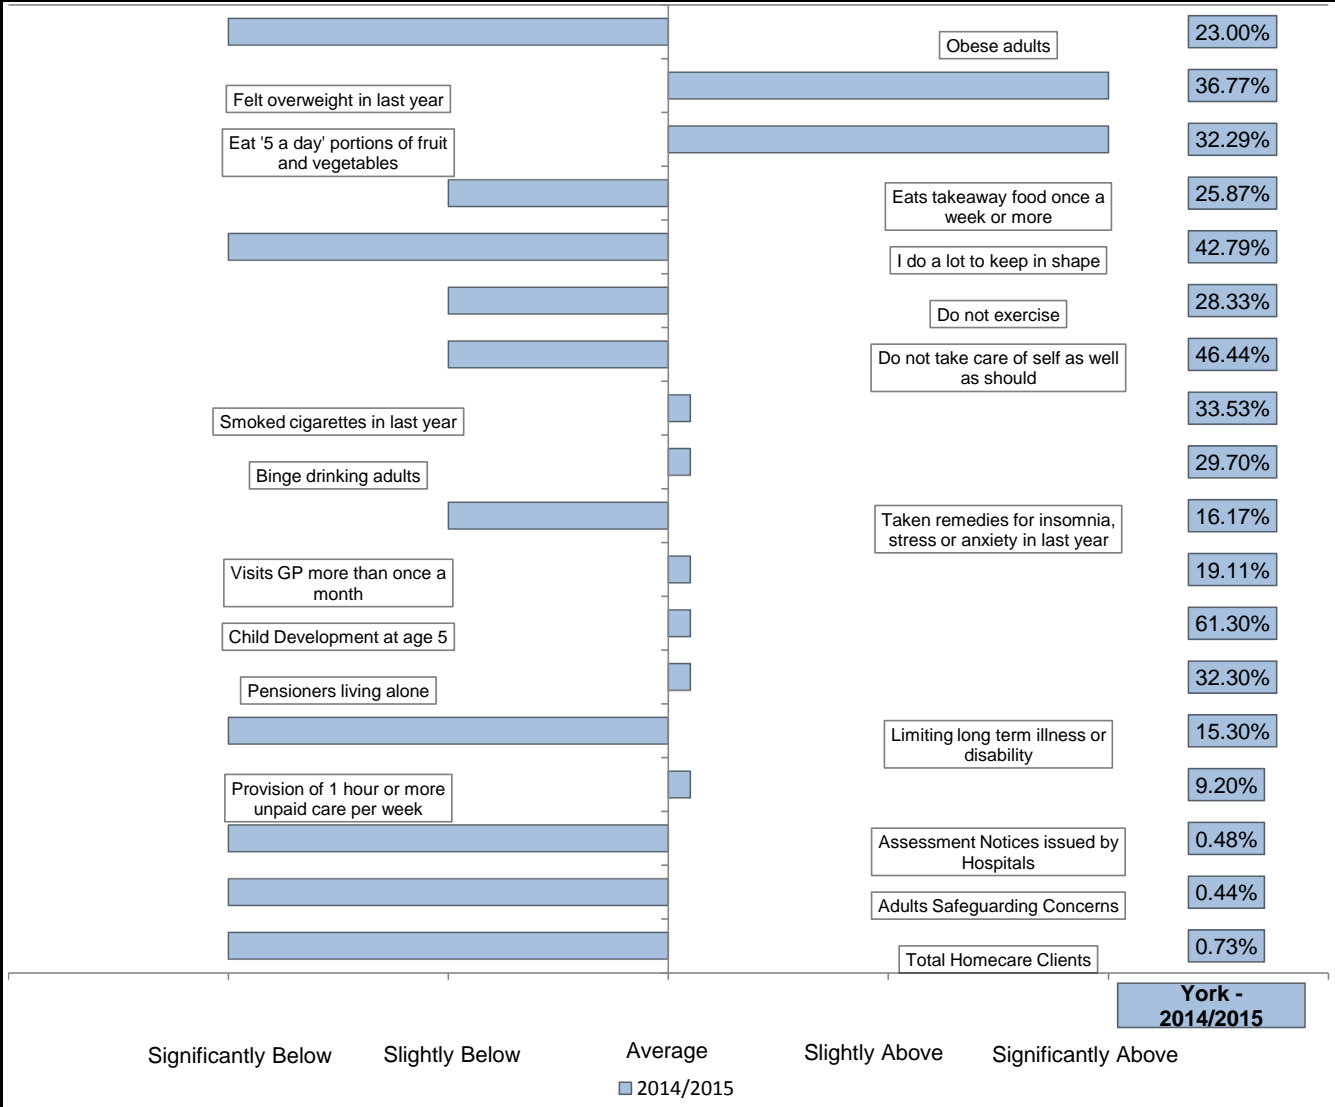 23.00%
Obese adults
Felt overweight in last year
36.77%
Eat '5 a day' portions of fruit
and vegetables
32.29%
Eats takeaway food once a
week or more
25.87%
I do a lot to keep in shape
42.79%
Do not exercise
28.33%
Do not take care of self as well
as should
46.44%
Smoked cigarettes in last year
33.53%
Binge drinking adults
29.70%
Taken remedies for insomnia,
stress or anxiety in last year
16.17%
Visits GP more than once a
month
19.11%
Child Development at age 5
61.30%
Pensioners living alone
32.30%
Limiting long term illness or
disability
15.30%
Provision of 1 hour or more
unpaid care per week
9.20%
Assessment Notices issued by
Hospitals
0.48%
Adults Safeguarding Concerns
0.44%
Total Homecare Clients
0.73%
York -
2014/2015
Significantly Below
Slightly Below
Average
Slightly Above
Significantly Above
2014/2015